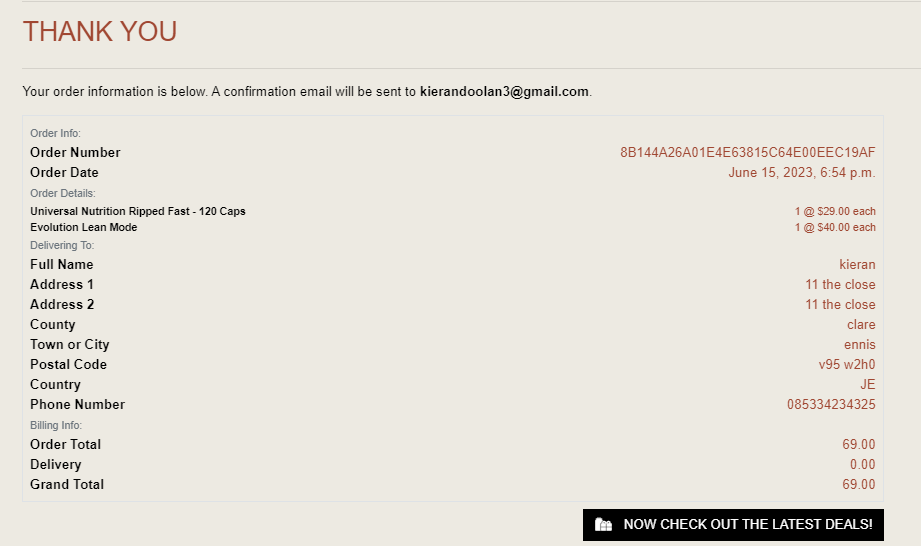 THANK YOU
Your order information is below. A confirmation email will be sent to kierandoolan3@gmail.com.
Order Info:
Order Number 8B144A26A01E4E63815C64E00EEC19AF
Order Date June 15, 2023, 6:54 p.m.
Order Details:
Universal Nutrition Ripped Fast - 120 Caps 1 @ $29.00 each
Evolution Lean Mode 1 @ $40.00 each
Delivering To:
Full Name kieran
Address 1 11 the close
Address 2 11 the close
County clare
Town or City ennis
Postal Code v95 w2h0
Country JE
Phone Number 085334234325
Billing Info:
Order Total 69.00
Delivery 0.00
Grand Total 69.00
NOW CHECK OUT THE LATEST DEALS!